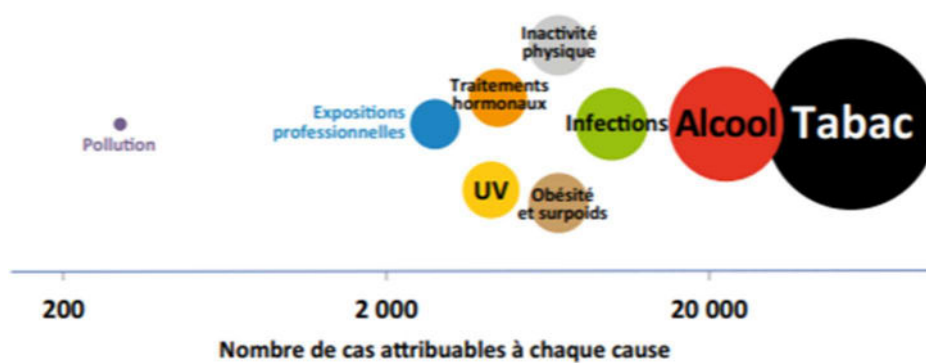 Inactivité
physique
Traitements
hormonaux
Expositions
professionnelles
Pollution
Infections
Alcool
Tabac
UV
Obésité
et surpoids
200
2 000
20 000
Nombre de cas attribuables à chaque cause